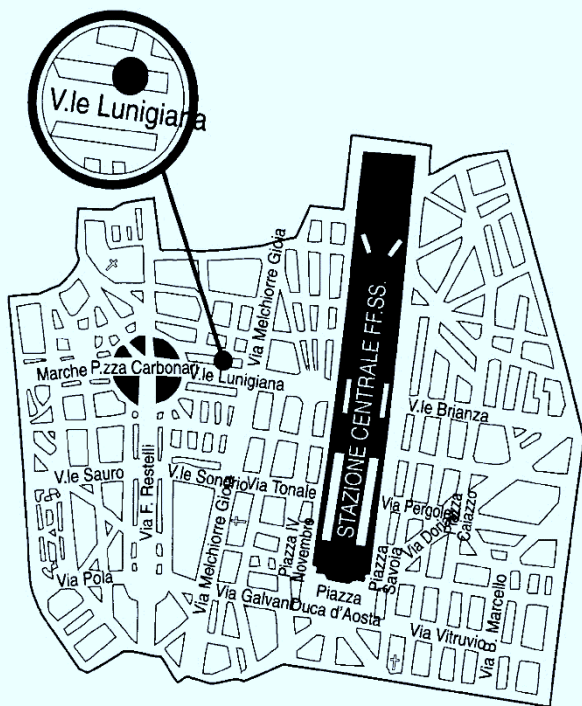 V.le Lunigiana
Via Melchiorre Gioia
STAZIONE CENTRALE FF.SS.
Marche
P.zza Carbonari
V.le Lunigiana
V.le Brianza
V.le Sauro
Via F. Restelli
V.le Sondrio
Via Tonale
Via Pergolesi
Via Doria
Piazza
Caiazzo
Via Melchiorre Gioia
Piazza IV
Novembre
Piazza
Savoia
Via Pola
Via Galvani
Piazza
Duca d'Aosta
Via Vitruvio
Via B. Marcello